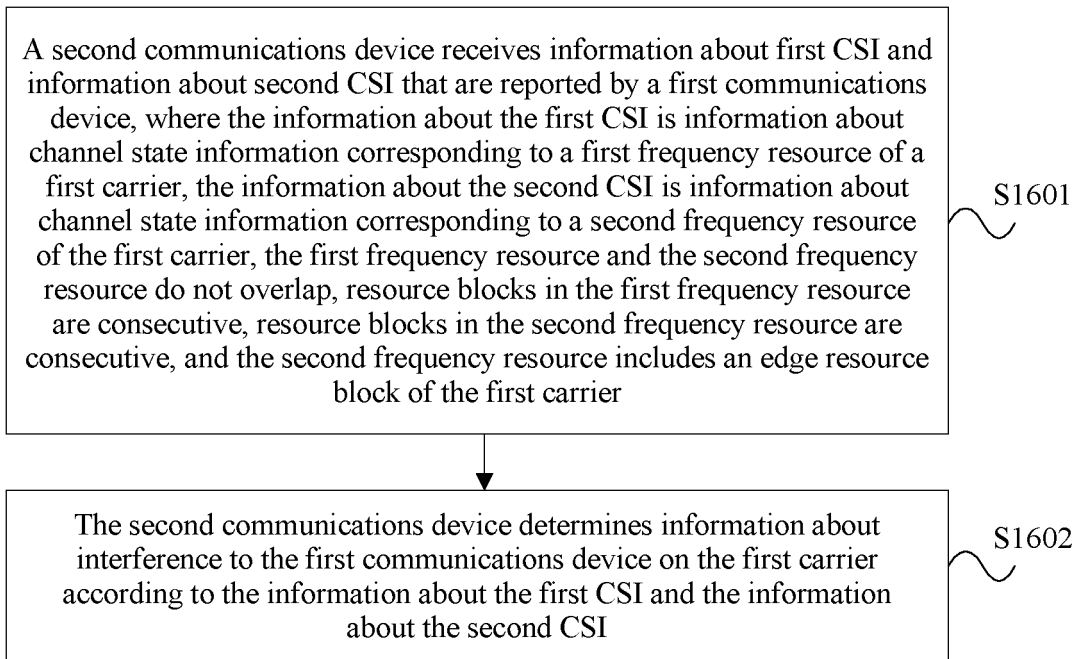 A second communications device receives information about first CSI and
information about second CSI that are reported by a first communications
device, where the information about the first CSI is information about
channel state information corresponding to a first frequency resource of a
first carrier, the information about the second CSI is information about
channel state information corresponding to a second frequency resource
of the first carrier, the first frequency resource and the second frequency
resource do not overlap, resource blocks in the first frequency resource
are consecutive, resource blocks in the second frequency resource are
consecutive, and the second frequency resource includes an edge resource
block of the first carrier
S1601
The second communications device determines information about
interference to the first communications device on the first carrier
according to the information about the first CSI and the information
about the second CSI
S1602